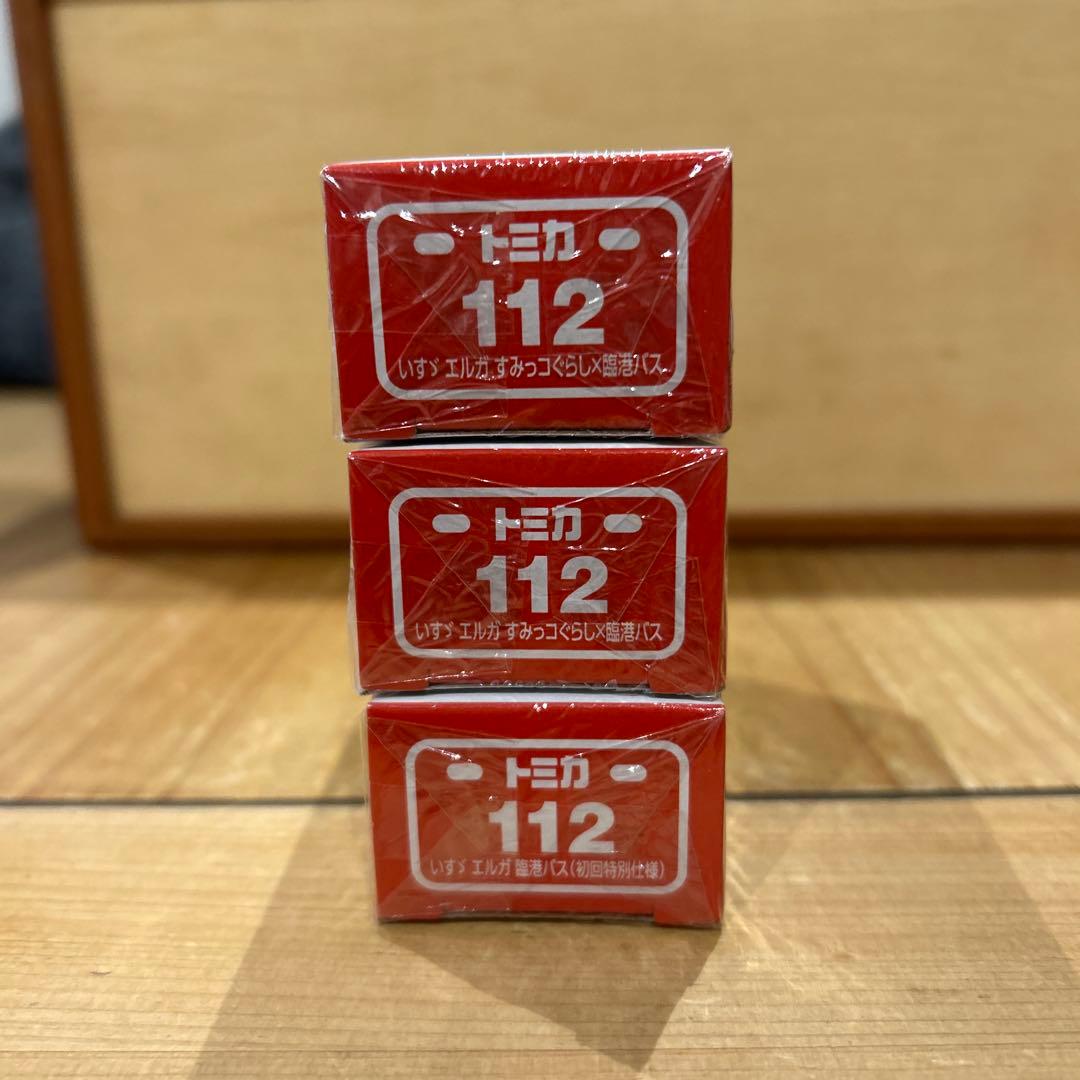 トミカ
112
いすゞ エルガ すみっコぐらし×臨港バス
トミカ
112
いすゞ エルガ すみっコぐらし×臨港バス
トミカ
112
いすゞ エルガ 臨港バス(初回特別仕様)